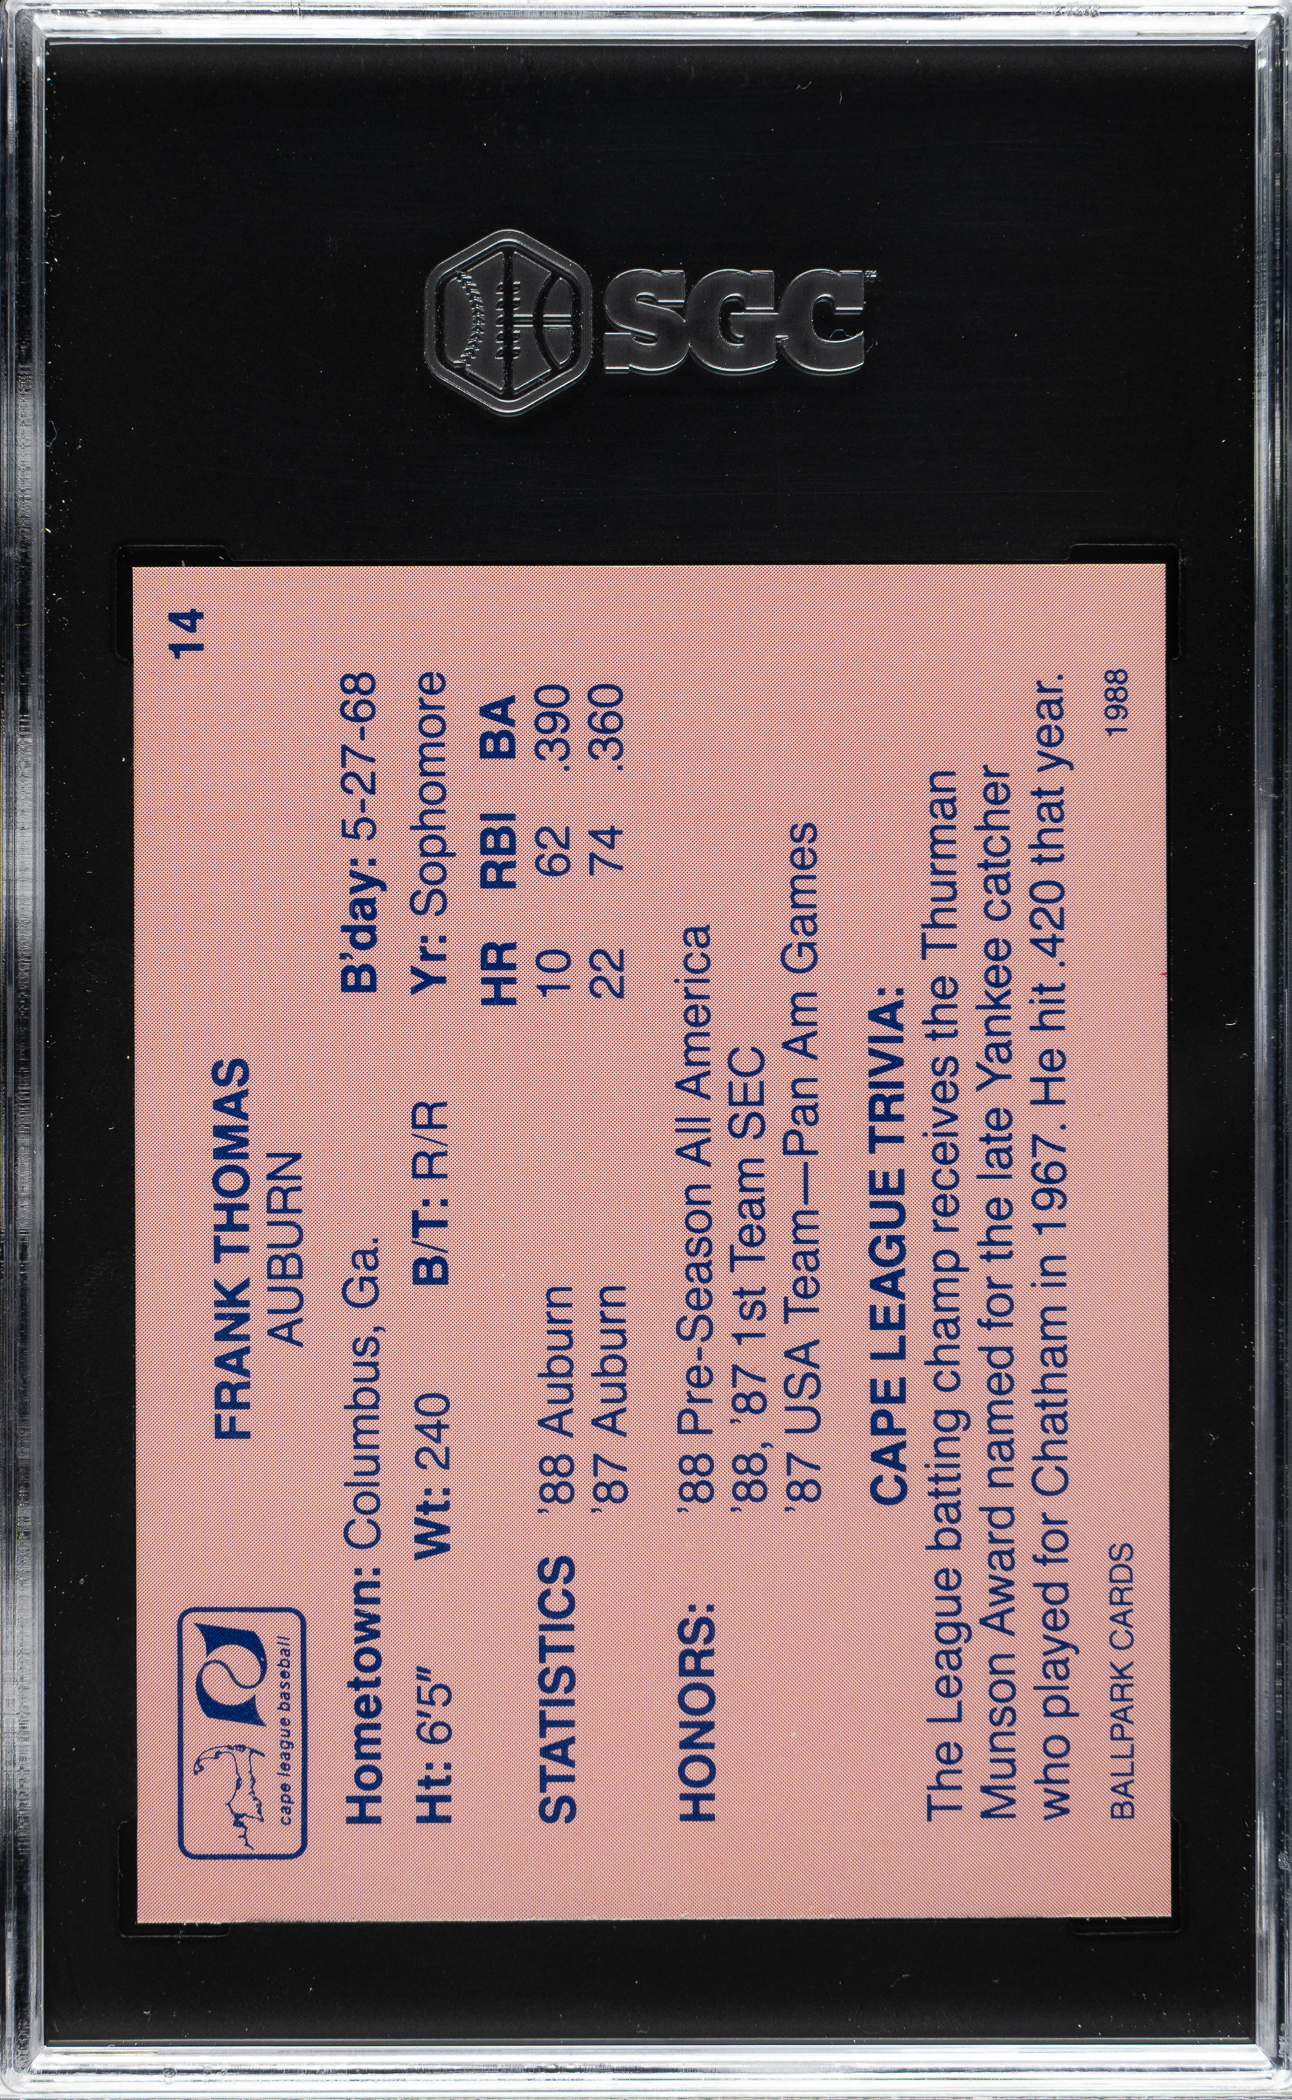 SGC
14
cape league baseball
FRANK THOMAS
AUBURN
Hometown: Columbus, Ga. B'day: 5-27-68
Ht: 6'5" Wt: 240 B/T: R/R Yr: Sophomore
HR RBI BA
STATISTICS '88 Auburn 10 62 .390
'87 Auburn 22 74 .360
HONORS: '88 Pre-Season All America
'88, '87 1st Team SEC
'87 USA Team—Pan Am Games
CAPE LEAGUE TRIVIA:
The League batting champ receives the Thurman
Munson Award named for the late Yankee catcher
who played for Chatham in 1967. He hit .420 that year.
BALLPARK CARDS 1988